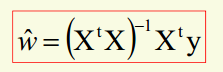 ŵ = (XᵗX)⁻¹Xᵗy